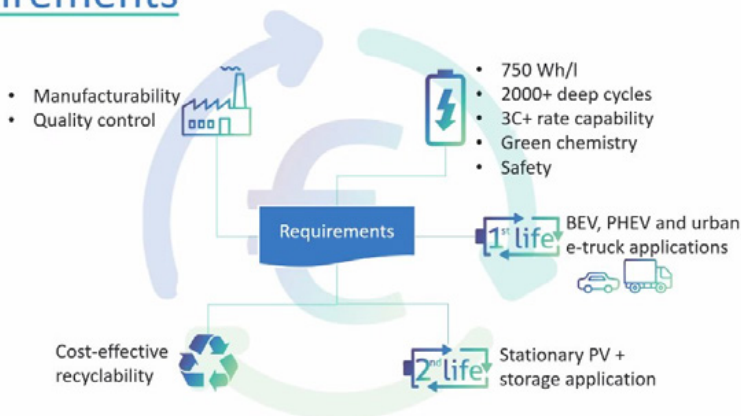 • Manufacturability
• Quality control
• 750 Wh/l
• 2000+ deep cycles
• 3C+ rate capability
• Green chemistry
• Safety
Requirements
1st life
BEV, PHEV and urban
e-truck applications
Cost-effective
recyclability
2nd life
Stationary PV +
storage application